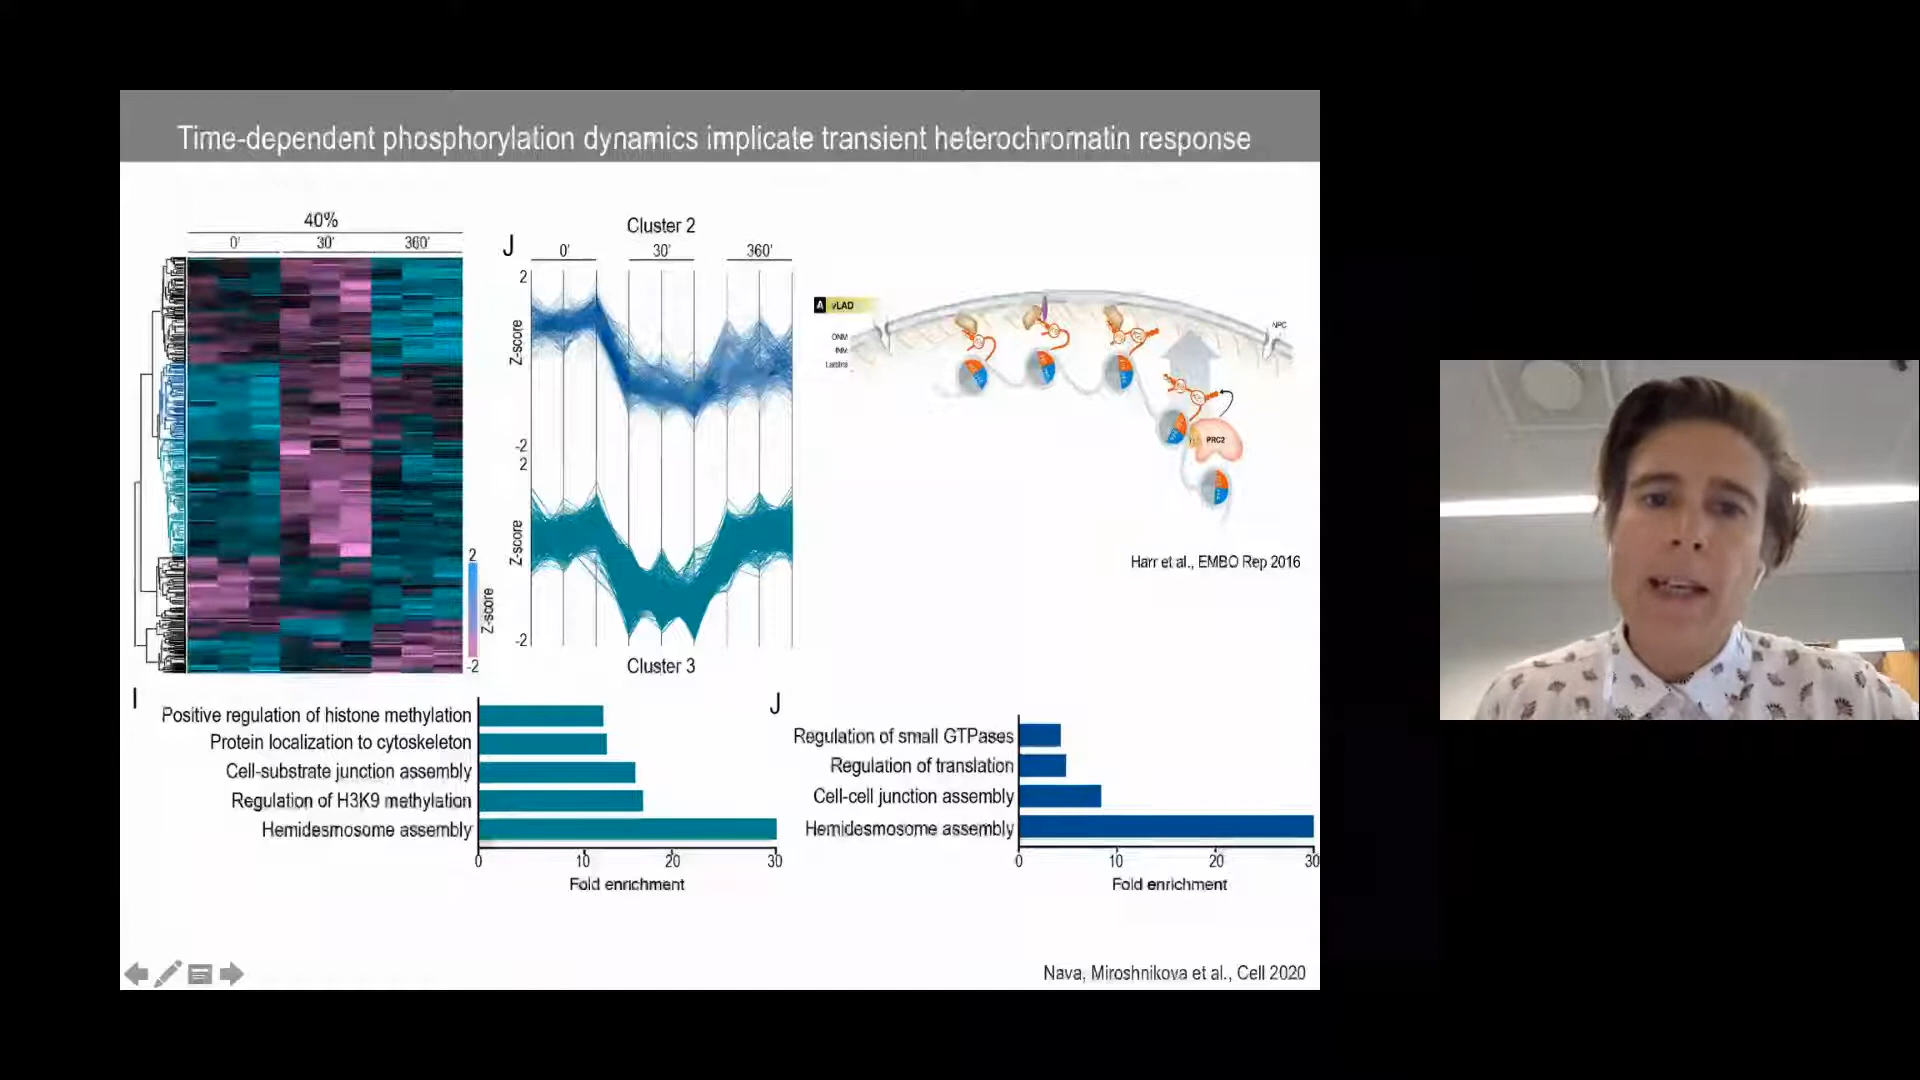 Time-dependent phosphorylation dynamics implicate transient heterochromatin response
40%
0' 30' 360'
2
Z-score
-2
J
Cluster 2
0' 30' 360'
2
Z-score
-2
2
Z-score
-2
Cluster 3
A vLAD
ONM
INM
Lamina
NPC
PRC2
Harr et al., EMBO Rep 2016
I
Positive regulation of histone methylation
Protein localization to cytoskeleton
Cell-substrate junction assembly
Regulation of H3K9 methylation
Hemidesmosome assembly
0 10 20 30
Fold enrichment
J
Regulation of small GTPases
Regulation of translation
Cell-cell junction assembly
Hemidesmosome assembly
0 10 20 30
Fold enrichment
Nava, Miroshnikova et al., Cell 2020